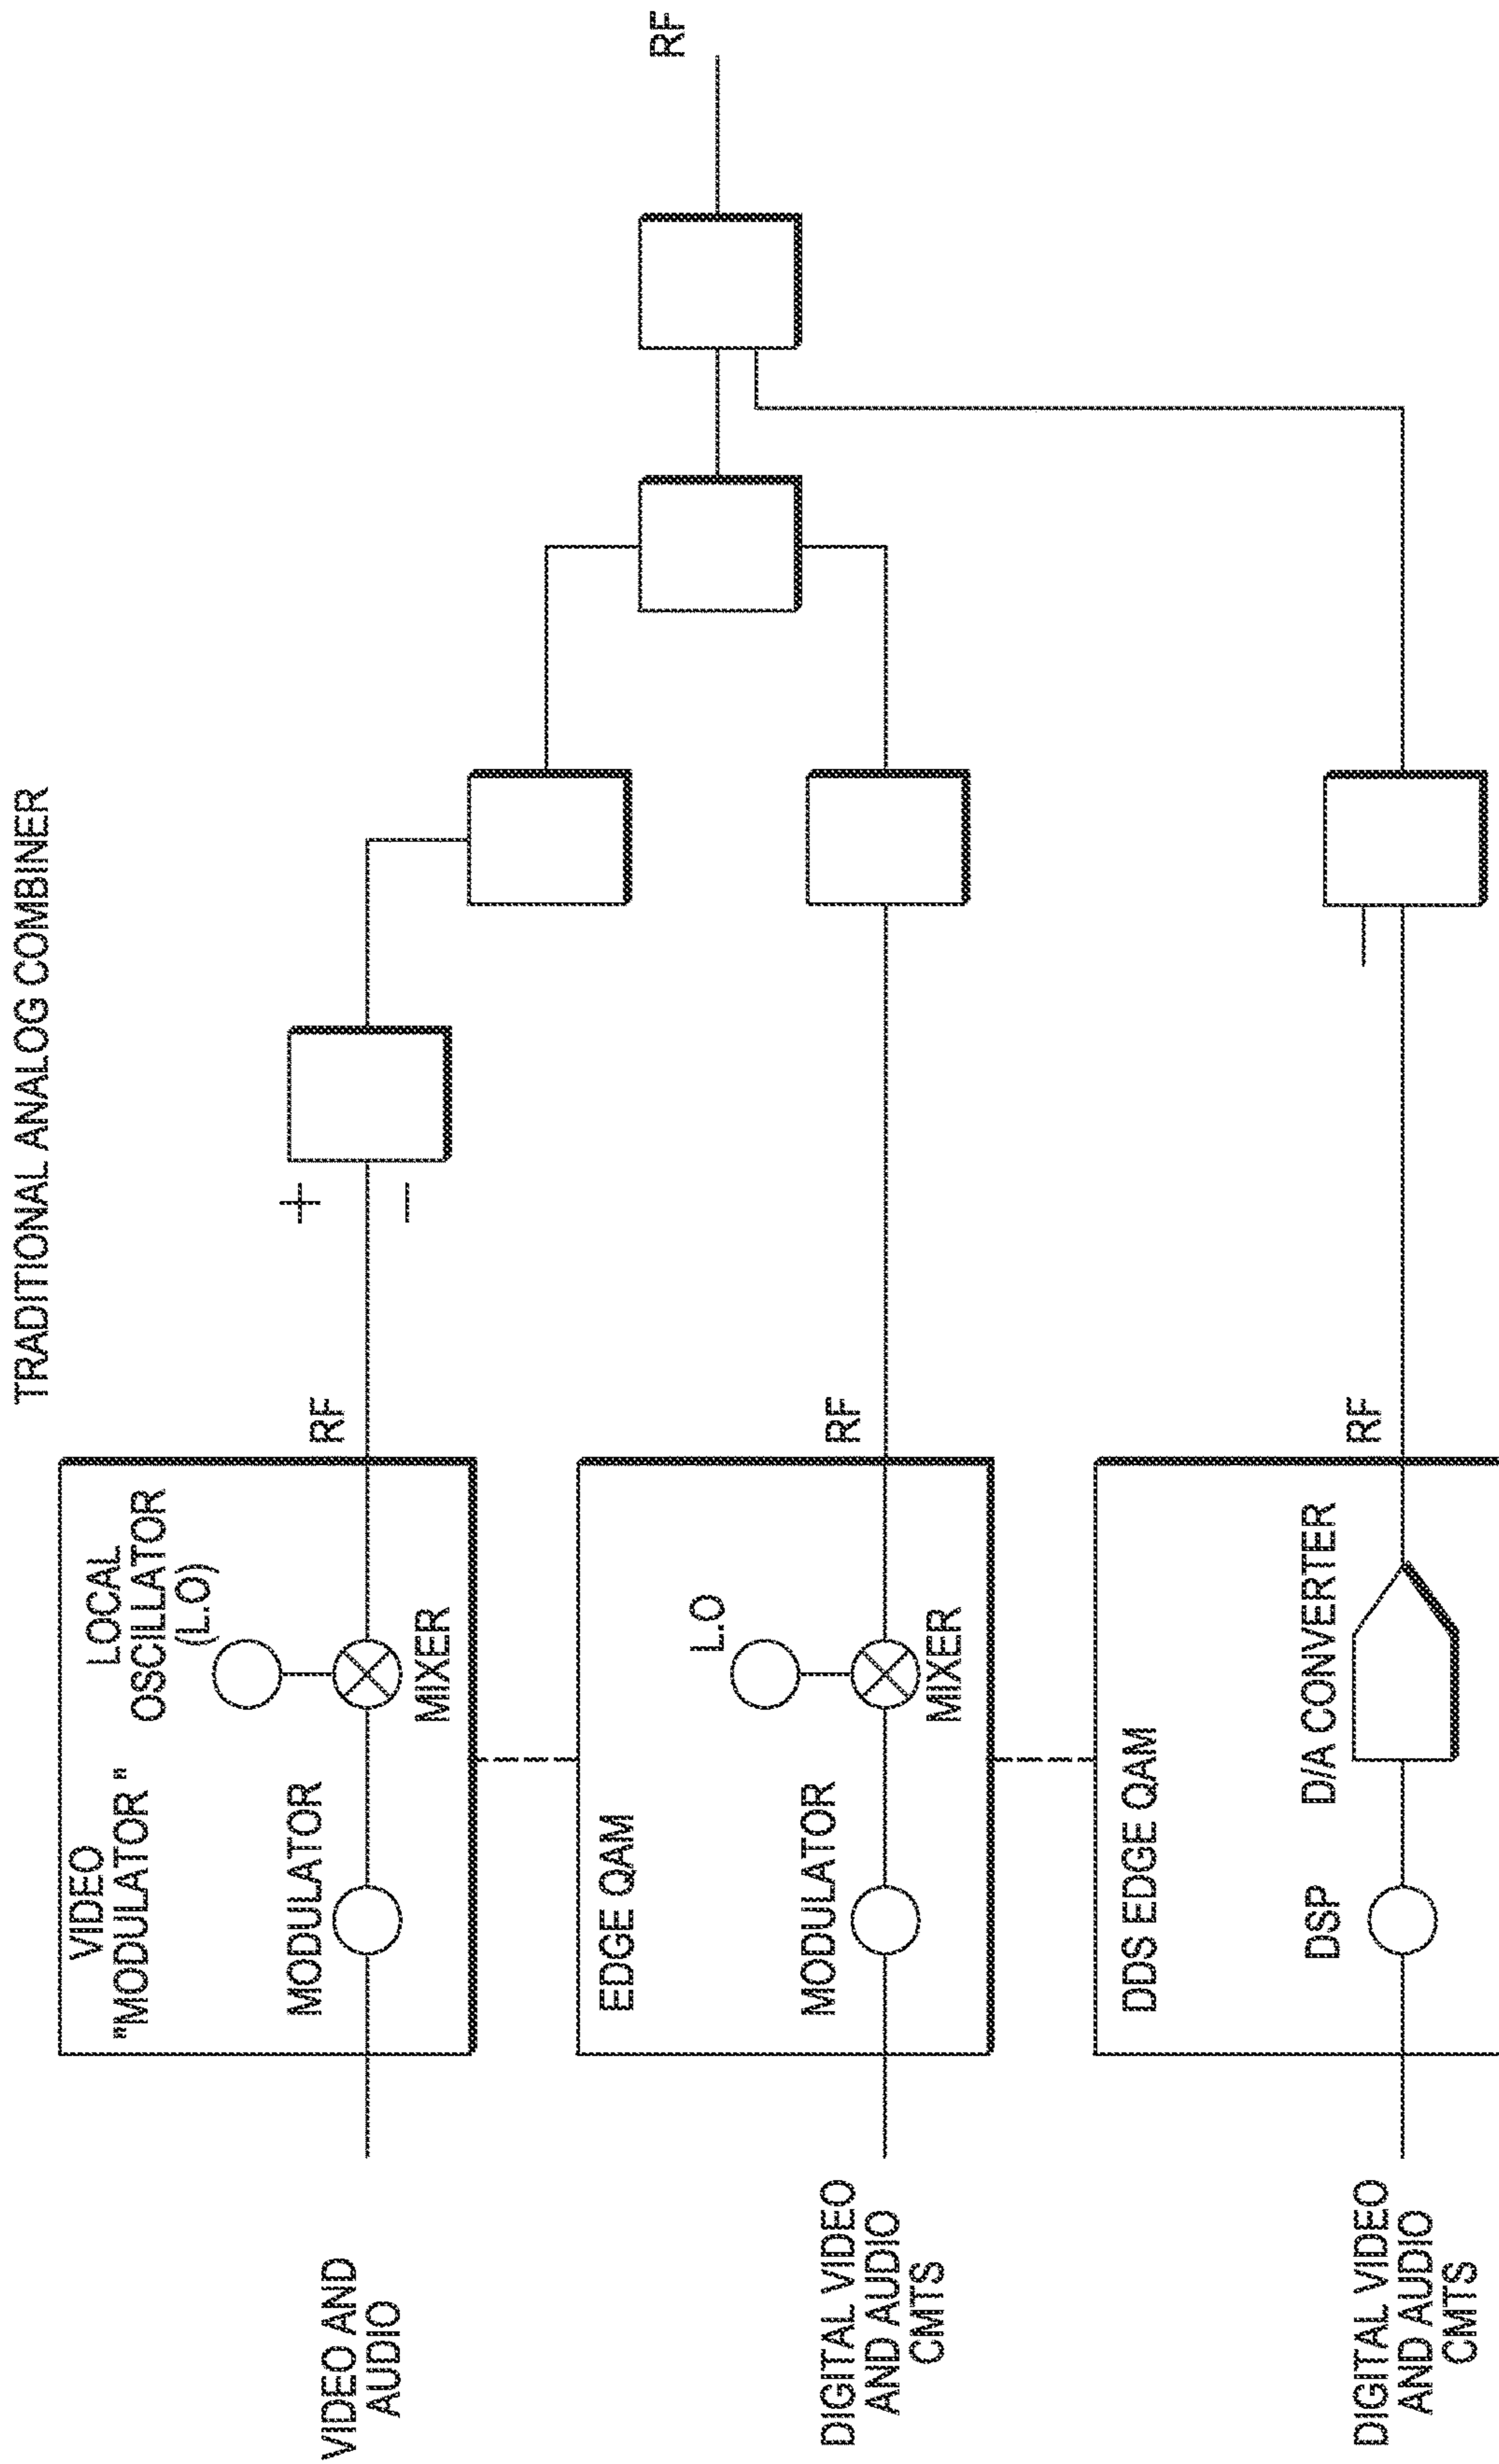 TRADITIONAL ANALOG COMBINER
VIDEO
"MODULATOR "
LOCAL
OSCILLATOR
(L.O)
MODULATOR
MIXER
RF
VIDEO AND
AUDIO
+
−
EDGE QAM
L.O
MODULATOR
MIXER
RF
DIGITAL VIDEO
AND AUDIO
CMTS
DDS EDGE QAM
DSP
D/A CONVERTER
RF
DIGITAL VIDEO
AND AUDIO
CMTS
RF